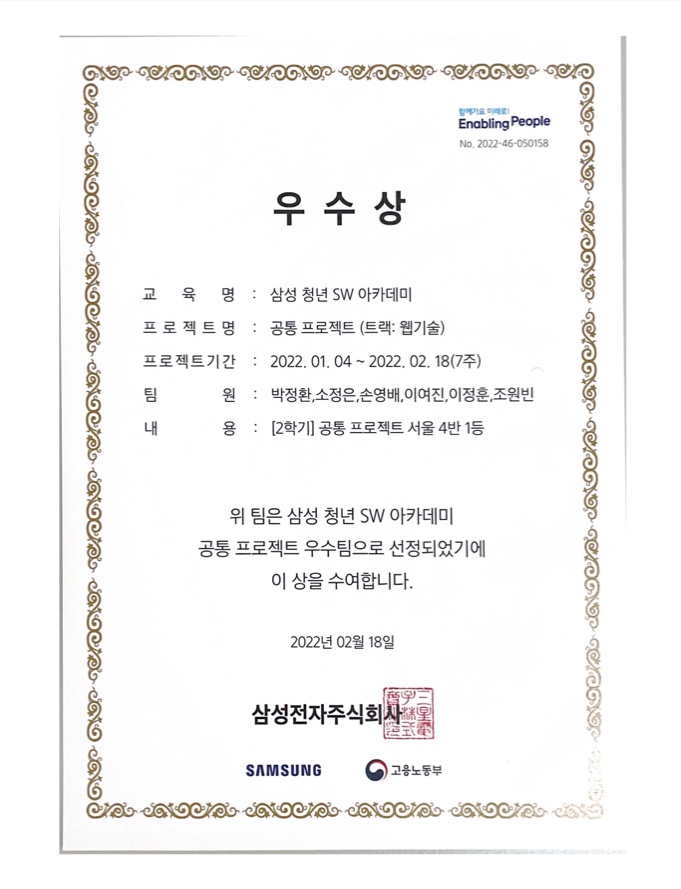 함께가요 미래로!
Enabling People
No. 2022-46-050158
우 수 상
교 육 명 : 삼성 청년 SW 아카데미
프 로 젝 트 명 : 공통 프로젝트 (트랙: 웹기술)
프로젝트기간 : 2022. 01. 04 ~ 2022. 02. 18(7주)
팀 원 : 박정환,소정은,손영배,이여진,이정훈,조원빈
내 용 : [2학기] 공통 프로젝트 서울 4반 1등
위 팀은 삼성 청년 SW 아카데미
공통 프로젝트 우수팀으로 선정되었기에
이 상을 수여합니다.
2022년 02월 18일
삼성전자주식회사
SAMSUNG 고용노동부